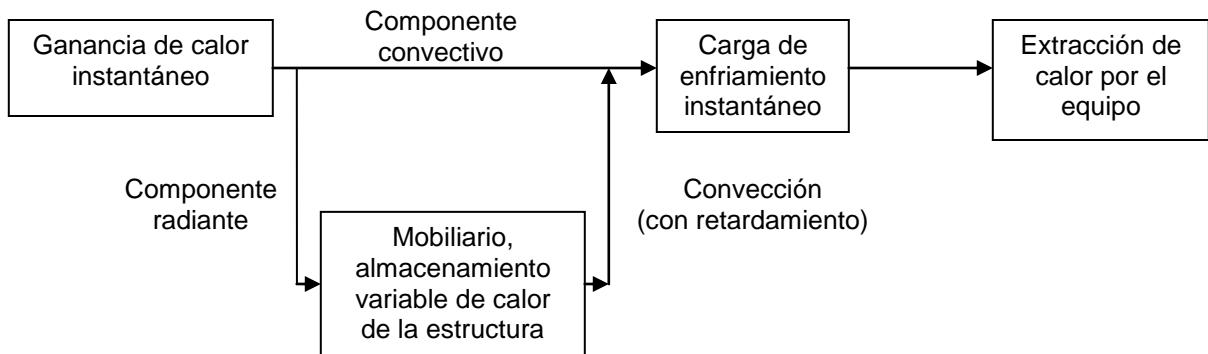 Ganancia de calor
instantáneo
Componente
convectivo
Carga de
enfriamiento
instantáneo
Extracción de
calor por el
equipo
Componente
radiante
Mobiliario,
almacenamiento
variable de calor
de la estructura
Convección
(con retardamiento)